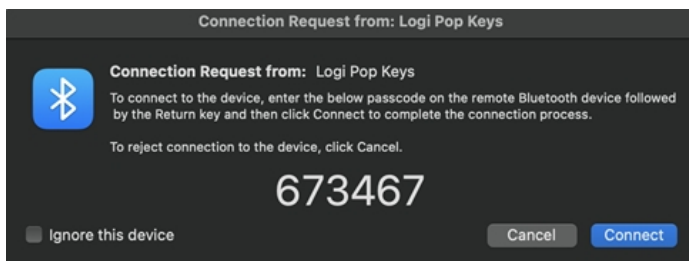 Connection Request from: Logi Pop Keys
Connection Request from: Logi Pop Keys
To connect to the device, enter the below passcode on the remote Bluetooth device followed
by the Return key and then click Connect to complete the connection process.
To reject connection to the device, click Cancel.
673467
Ignore this device
Cancel
Connect